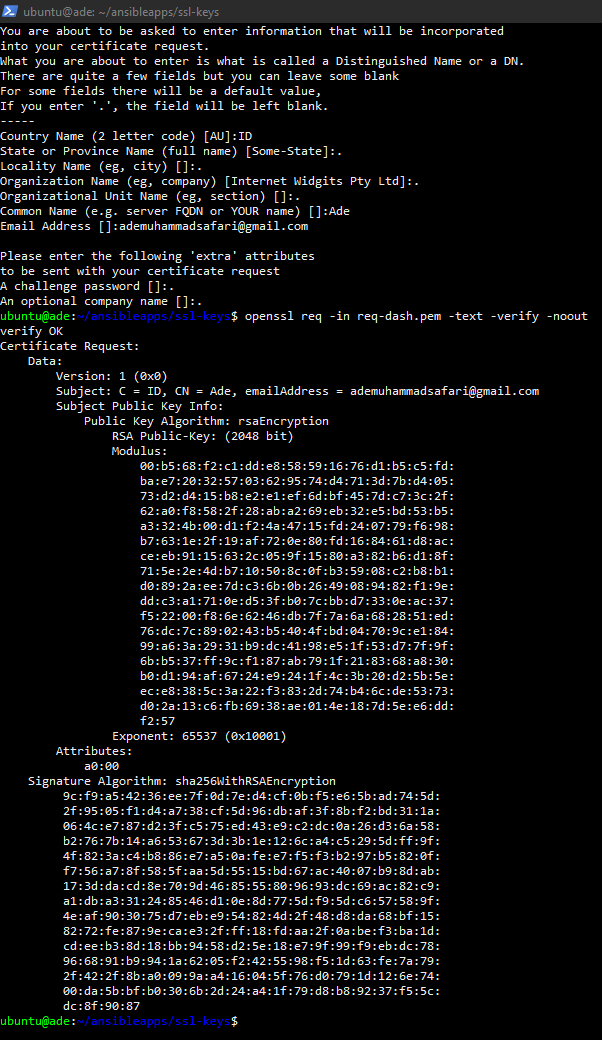 ubuntu@ade: ~/ansibleapps/ssl-keys
You are about to be asked to enter information that will be incorporated
into your certificate request.
What you are about to enter is what is called a Distinguished Name or a DN.
There are quite a few fields but you can leave some blank
For some fields there will be a default value,
If you enter '.', the field will be left blank.
-----
Country Name (2 letter code) [AU]:ID
State or Province Name (full name) [Some-State]:.
Locality Name (eg, city) []:.
Organization Name (eg, company) [Internet Widgits Pty Ltd]:.
Organizational Unit Name (eg, section) []:.
Common Name (e.g. server FQDN or YOUR name) []:Ade
Email Address []:ademuhammadsafari@gmail.com

Please enter the following 'extra' attributes
to be sent with your certificate request
A challenge password []:.
An optional company name []:.
ubuntu@ade:~/ansibleapps/ssl-keys$ openssl req -in req-dash.pem -text -verify -noout
verify OK
Certificate Request:
    Data:
        Version: 1 (0x0)
        Subject: C = ID, CN = Ade, emailAddress = ademuhammadsafari@gmail.com
        Subject Public Key Info:
            Public Key Algorithm: rsaEncryption
                RSA Public-Key: (2048 bit)
                Modulus:
                    00:b5:68:f2:c1:dd:e8:58:59:16:76:d1:b5:c5:fd:
                    ba:e7:20:32:57:03:62:95:74:d4:71:3d:7b:d4:05:
                    73:d2:d4:15:b8:e2:e1:ef:6d:bf:45:7d:c7:3c:2f:
                    62:a0:f8:58:2f:28:ab:a2:69:eb:32:e5:bd:53:b5:
                    a3:32:4b:00:d1:f2:4a:47:15:fd:24:07:79:f6:98:
                    b7:63:1e:2f:19:af:72:0e:80:fd:16:84:61:d8:ac:
                    ce:eb:91:15:63:2c:05:9f:15:80:a3:82:b6:d1:8f:
                    71:5e:2e:4d:b7:10:50:8c:0f:b3:59:08:c2:b8:b1:
                    d0:89:2a:ee:7d:c3:6b:0b:26:49:08:94:82:f1:9e:
                    dd:c3:a1:71:0e:d5:3f:b0:7c:bb:d7:33:0e:ac:37:
                    f5:22:00:f8:6e:62:46:db:7f:7a:6a:68:28:51:ed:
                    76:dc:7c:89:02:43:b5:40:4f:bd:04:70:9c:e1:84:
                    99:a6:3a:29:31:b9:dc:41:98:e5:1f:53:d7:7f:9f:
                    6b:b5:37:ff:9c:f1:87:ab:79:1f:21:83:68:a8:30:
                    b0:d1:94:af:67:24:e9:24:1f:4c:3b:20:d2:5b:5e:
                    ec:e8:38:5c:3a:22:f3:83:2d:74:b4:6c:de:53:73:
                    d0:2a:13:c6:fb:69:38:ae:01:4e:18:7d:5e:e6:dd:
                    f2:57
                Exponent: 65537 (0x10001)
        Attributes:
            a0:00
    Signature Algorithm: sha256WithRSAEncryption
         9c:f9:a5:42:36:ee:7f:0d:7e:d4:cf:0b:f5:e6:5b:ad:74:5d:
         2f:95:05:f1:d4:a7:38:cf:5d:96:db:af:3f:8b:f2:bd:31:1a:
         06:4c:e7:87:d2:3f:c5:75:ed:43:e9:c2:dc:0a:26:d3:6a:58:
         b2:76:7b:14:a6:53:67:3d:3b:1e:12:6c:a4:c5:29:5d:ff:9f:
         4f:82:3a:c4:b8:86:e7:a5:0a:fe:e7:f5:f3:b2:97:b5:82:0f:
         f7:56:a7:8f:58:5f:aa:5d:55:15:bd:67:ac:40:07:b9:8d:ab:
         17:3d:da:cd:8e:70:9d:46:85:55:80:96:93:dc:69:ac:82:c9:
         a1:db:a3:31:24:85:46:d1:0e:8d:77:5d:f9:5d:c6:57:58:9f:
         4e:af:90:30:75:d7:eb:e9:54:82:4d:2f:48:d8:da:68:bf:15:
         82:72:fe:87:9e:ca:e3:2f:ff:18:fd:aa:2f:0a:be:f3:ba:1d:
         cd:ee:b3:8d:18:bb:94:58:d2:5e:18:e7:9f:99:f9:eb:dc:78:
         96:68:91:b9:94:1a:62:05:f2:42:55:98:f5:1d:63:fe:7a:79:
         2f:42:2f:8b:a0:09:9a:a4:16:04:5f:76:d0:79:1d:12:6e:74:
         00:da:5b:bf:b0:30:6b:2d:24:a4:1f:79:d8:b8:92:37:f5:5c:
         dc:8f:90:87
ubuntu@ade:~/ansibleapps/ssl-keys$